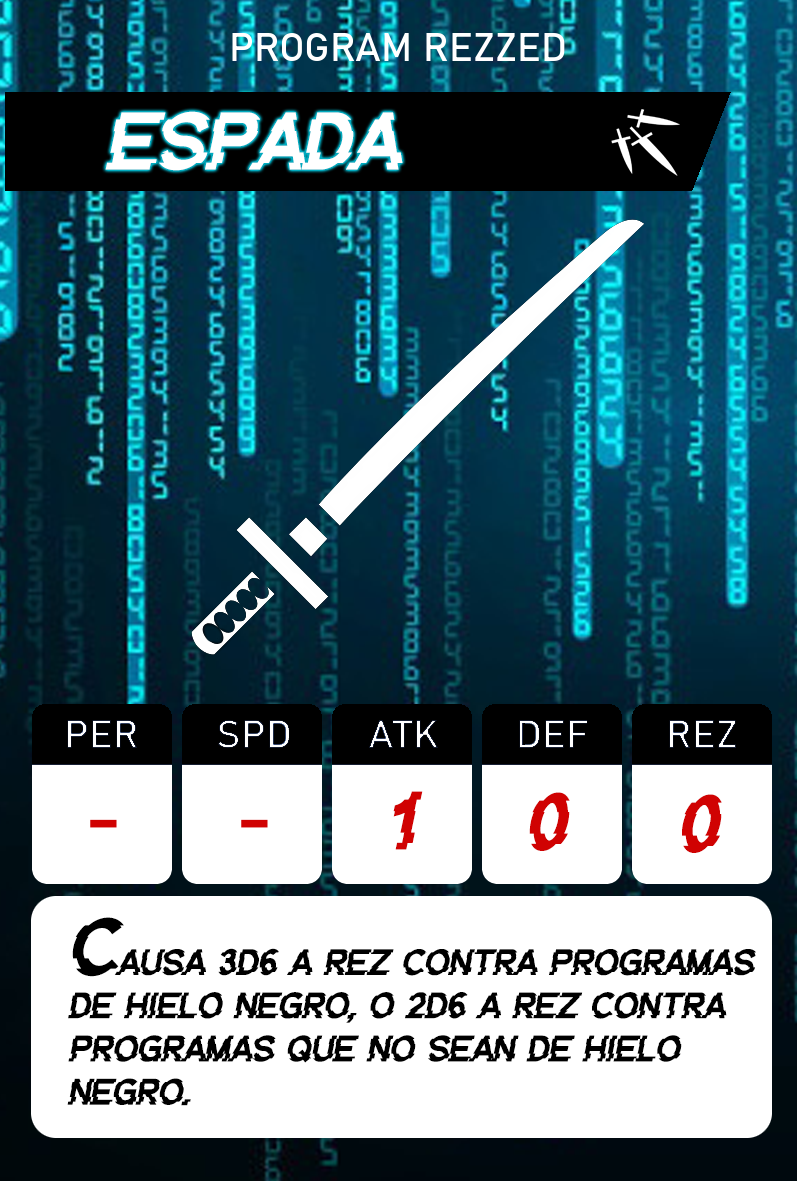 PROGRAM REZZED
ESPADA
PER SPD ATK DEF REZ
- - 1 0 0
CAUSA 3D6 A REZ CONTRA PROGRAMAS
DE HIELO NEGRO, O 2D6 A REZ CONTRA
PROGRAMAS QUE NO SEAN DE HIELO
NEGRO.